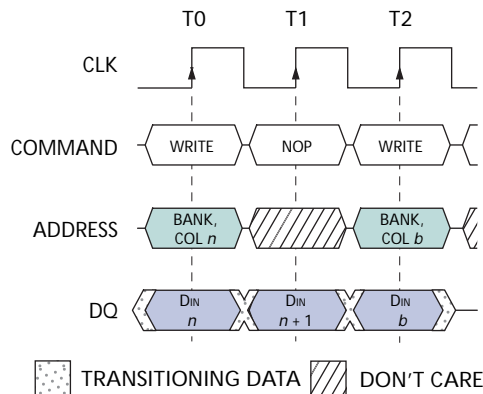 T0 T1 T2
CLK
COMMAND WRITE NOP WRITE
ADDRESS BANK, COL n BANK, COL b
DQ DIN n DIN n + 1 DIN b
TRANSITIONING DATA DON'T CARE